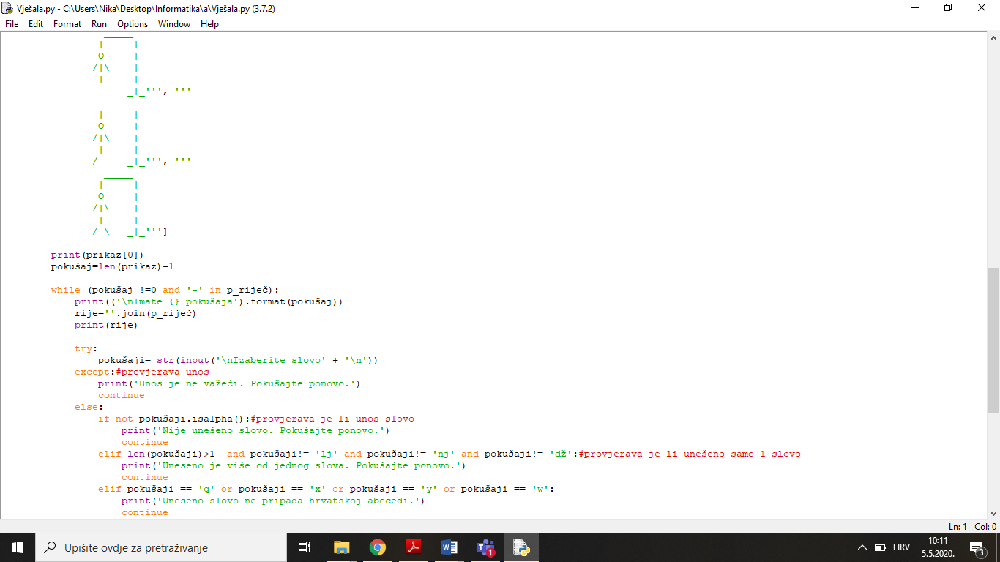 Vješala.py - C:\Users\Nika\Desktop\Informatika\a\Vješala.py (3.7.2)
File Edit Format Run Options Window Help
         _____
        |     |
        O     |
       /|\    |
        |     |
             _|_''', '''
         _____
        |     |
        O     |
       /|\    |
        |     |
       /     _|_''', '''
         _____
        |     |
        O     |
       /|\    |
        |     |
       / \   _|_''']
print(prikaz[0])
pokušaj=len(prikaz)-1
while (pokušaj !=0 and '-' in p_riječ):
    print(('\nImate {} pokušaja').format(pokušaj))
    rije=''.join(p_riječ)
    print(rije)
    try:
        pokušaji= str(input('\nIzaberite slovo' + '\n'))
    except:#provjerava unos
        print('Unos je ne važeći. Pokušajte ponovo.')
        continue
    else:
        if not pokušaji.isalpha():#provjerava je li unos slovo
            print('Nije unešeno slovo. Pokušajte ponovo.')
            continue
        elif len(pokušaji)>1  and pokušaji!= 'lj' and pokušaji!= 'nj' and pokušaji!= 'dž':#provjerava je li unešeno samo 1 slovo
            print('Uneseno je više od jednog slova. Pokušajte ponovo.')
            continue
        elif pokušaji == 'q' or pokušaji == 'x' or pokušaji == 'y' or pokušaji == 'w':
            print('Uneseno slovo ne pripada hrvatskoj abecedi.')
            continue
Ln: 1 Col: 0
Upišite ovdje za pretraživanje
1
HRV
10:11
5.5.2020.
3